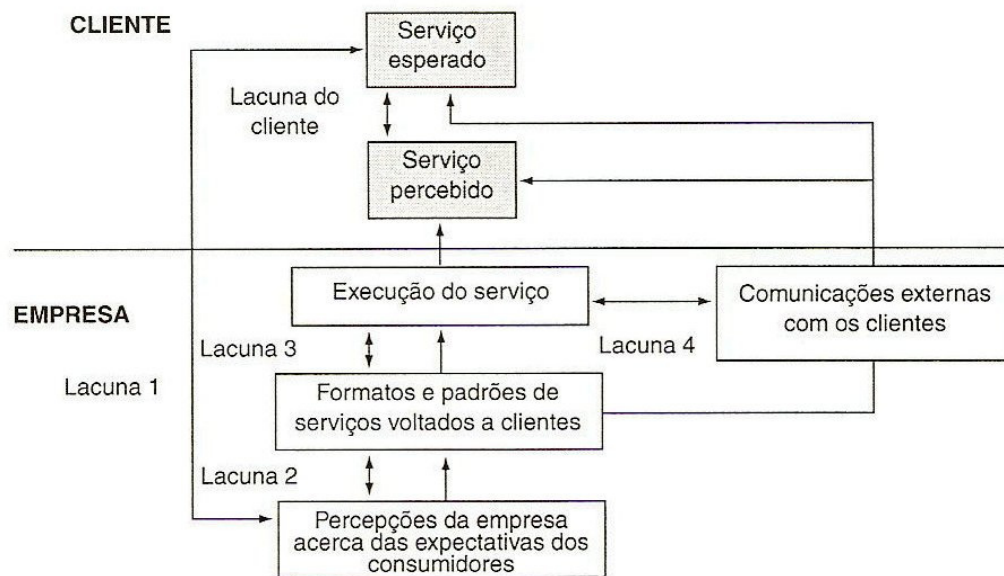 CLIENTE
Serviço
esperado
Lacuna do
cliente
Serviço
percebido
EMPRESA
Execução do serviço
Comunicações externas
com os clientes
Lacuna 3
Lacuna 4
Lacuna 1
Formatos e padrões de
serviços voltados a clientes
Lacuna 2
Percepções da empresa
acerca das expectativas dos
consumidores